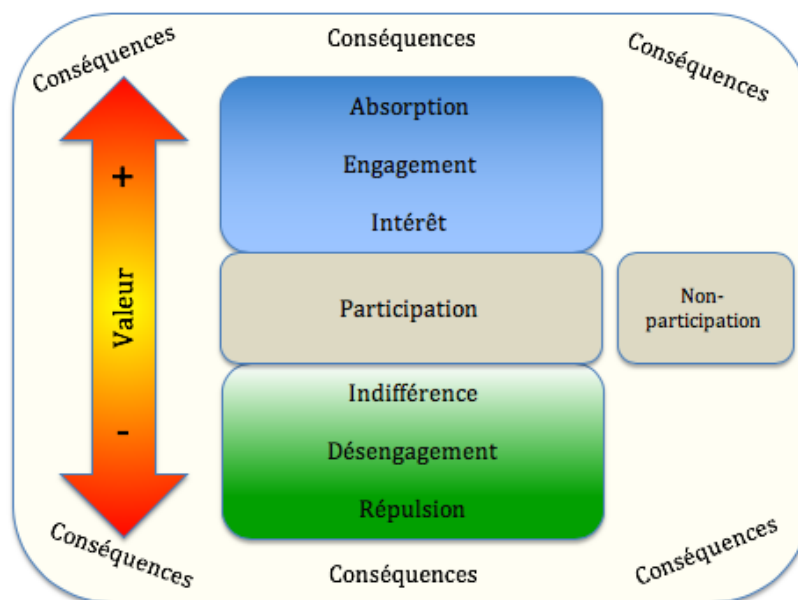 Conséquences
Conséquences
Conséquences
Absorption
+
Engagement
Intérêt
Valeur
Participation
Non-
participation
Indifférence
-
Désengagement
Répulsion
Conséquences
Conséquences
Conséquences